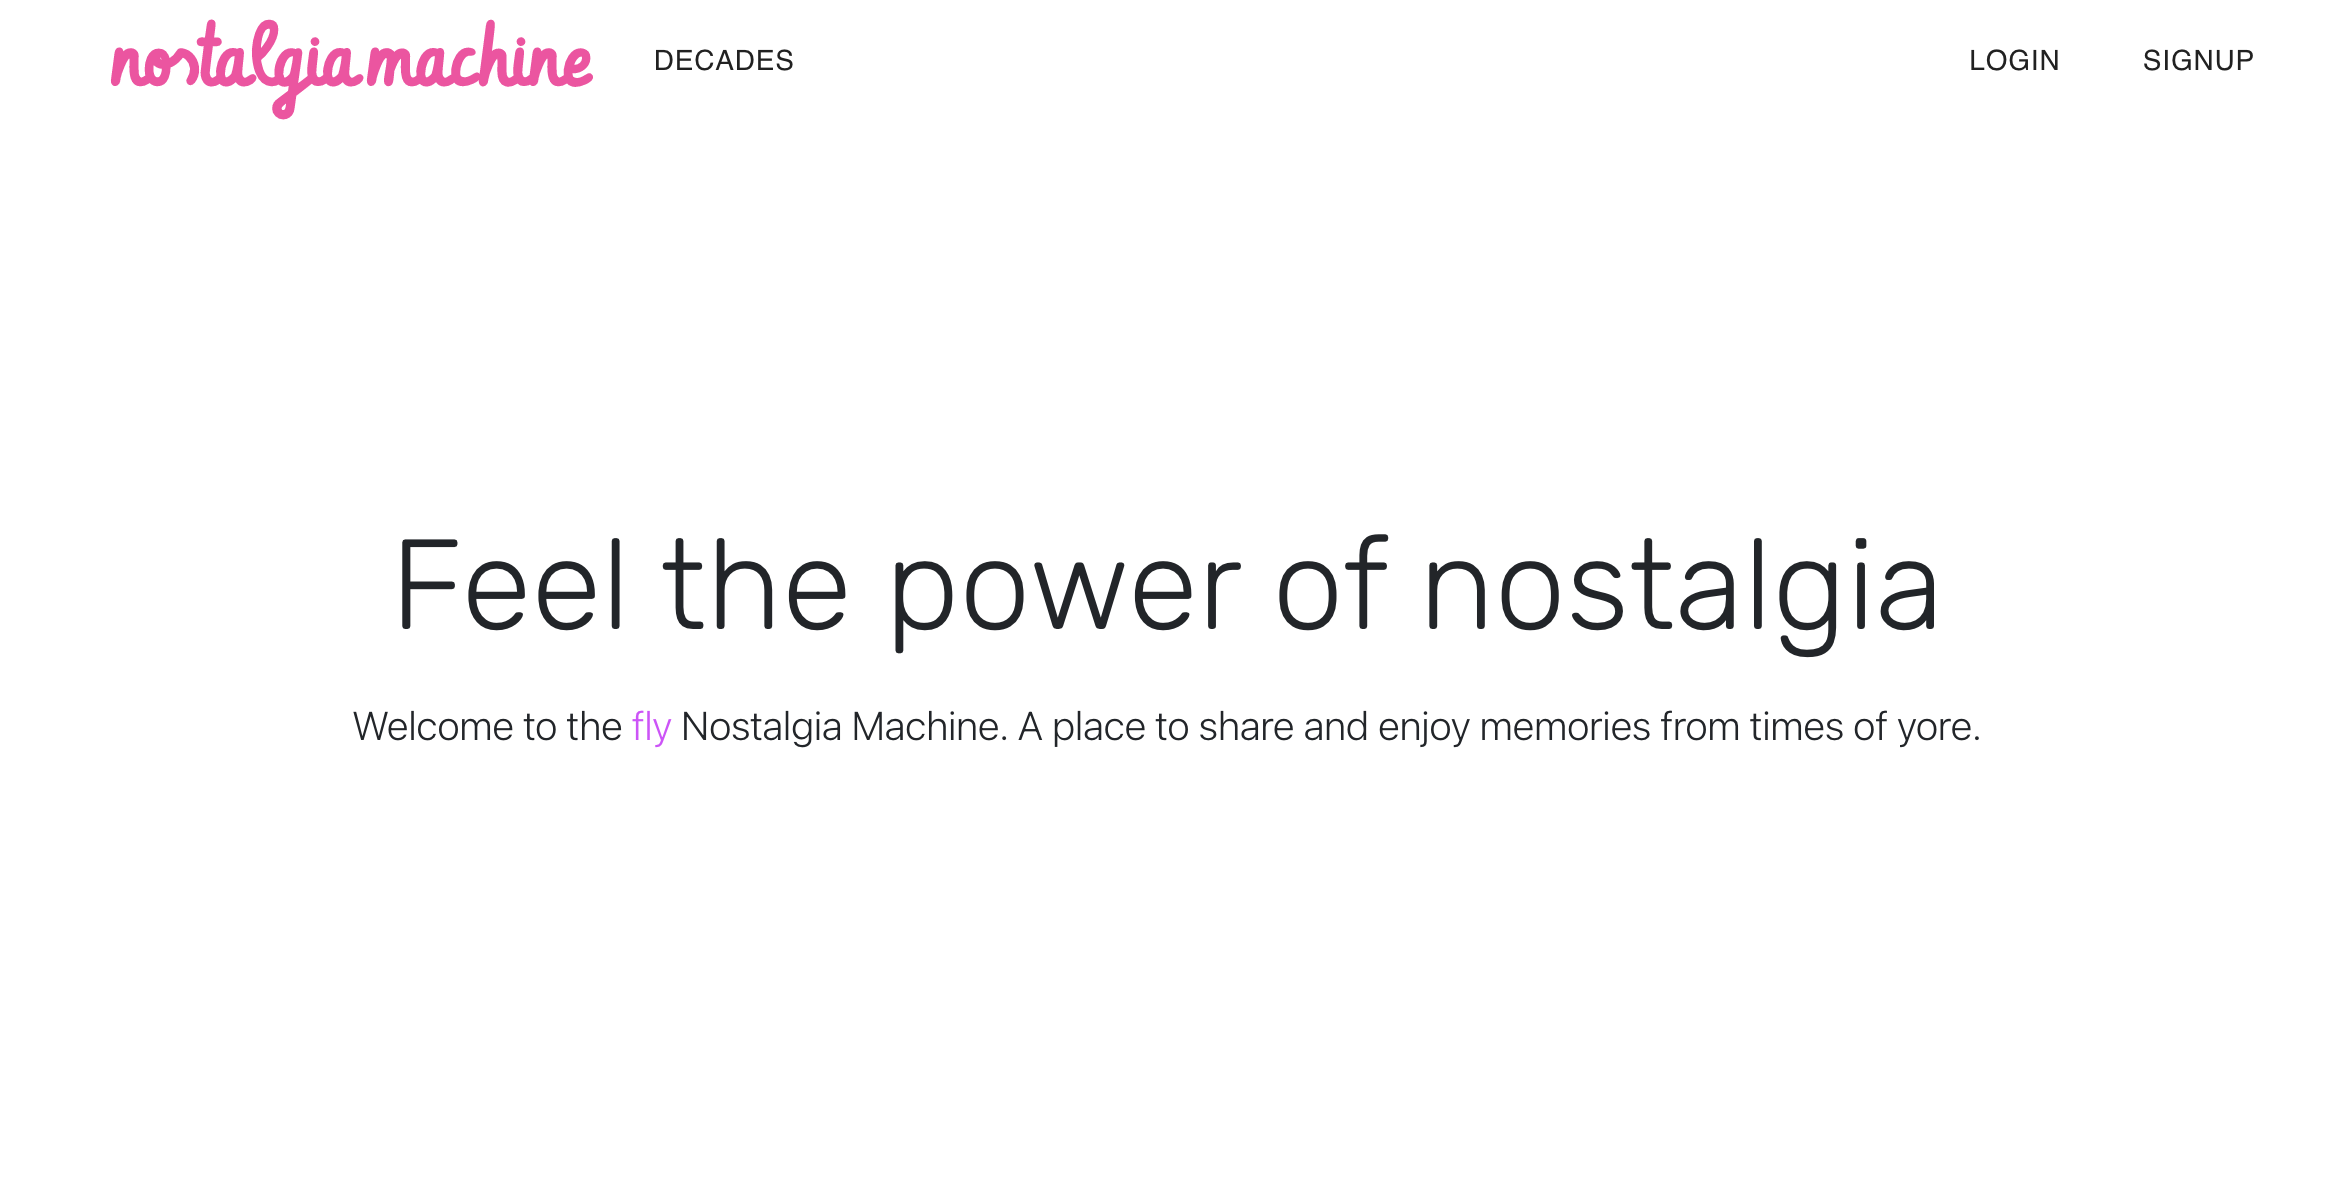 nostalgia machine DECADES LOGIN SIGNUP
Feel the power of nostalgia
Welcome to the fly Nostalgia Machine. A place to share and enjoy memories from times of yore.